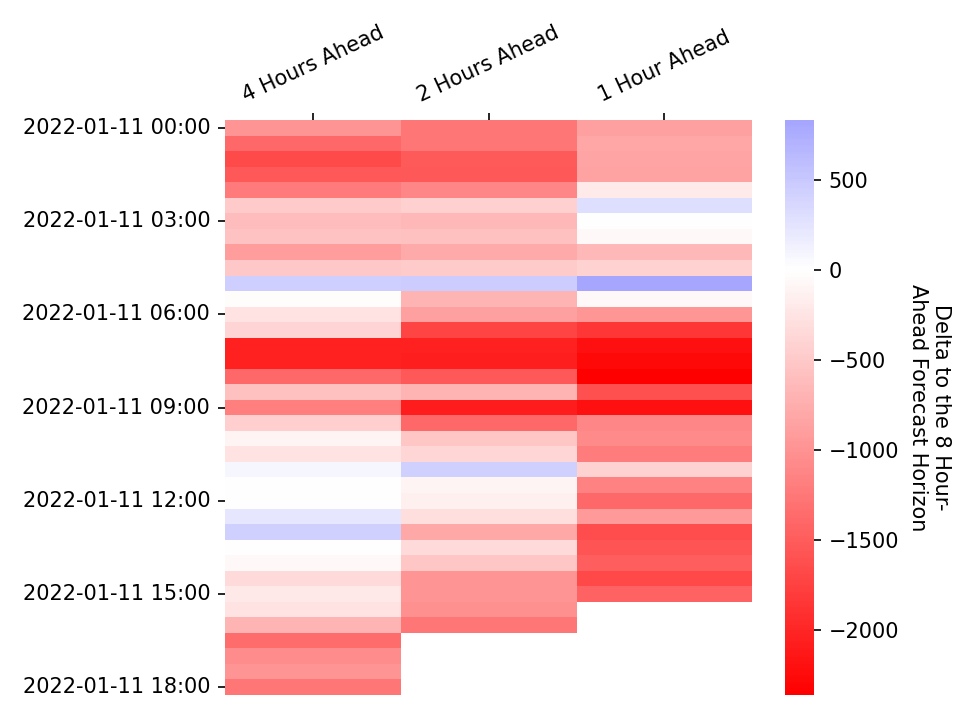 4 Hours Ahead
2 Hours Ahead
1 Hour Ahead
2022-01-11 00:00
2022-01-11 03:00
2022-01-11 06:00
2022-01-11 09:00
2022-01-11 12:00
2022-01-11 15:00
2022-01-11 18:00
500
0
−500
−1000
−1500
−2000
Delta to the 8 Hour-
Ahead Forecast Horizon